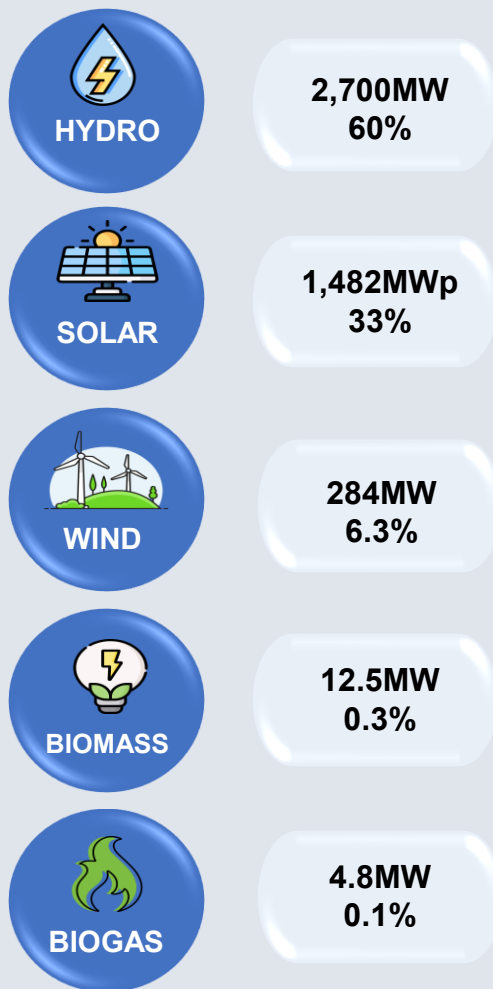 HYDRO
2,700MW
60%
SOLAR
1,482MWp
33%
WIND
284MW
6.3%
BIOMASS
12.5MW
0.3%
BIOGAS
4.8MW
0.1%